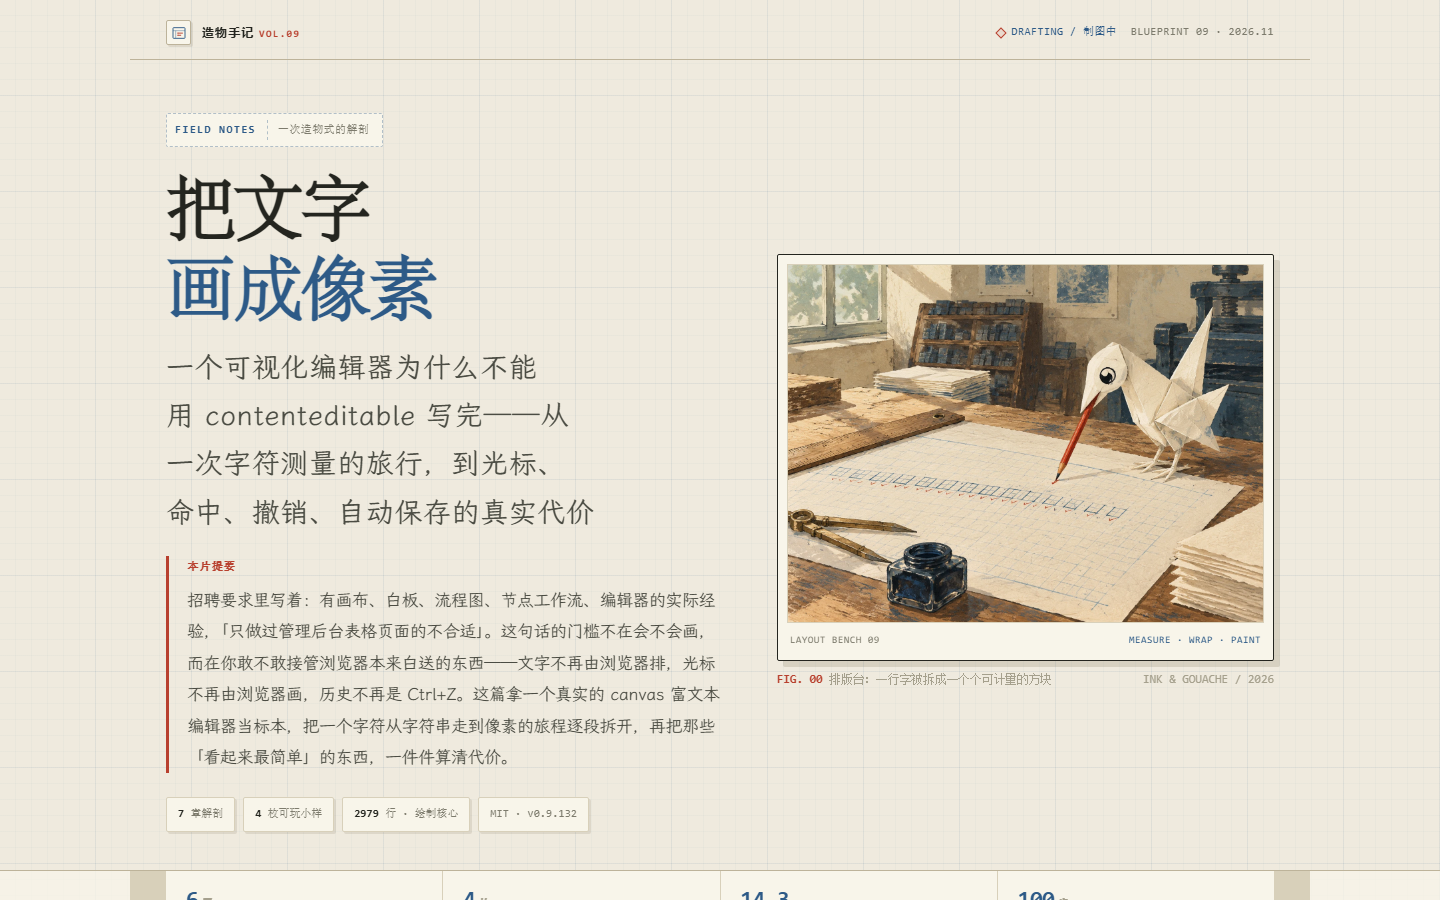 造物手记 VOL.09
DRAFTING / 制图中 BLUEPRINT 09 · 2026.11
FIELD NOTES 一次造物式的解剖
把文字
画成像素
一个可视化编辑器为什么不能
用 contenteditable 写完——从
一次字符测量的旅行，到光标、
命中、撤销、自动保存的真实代价
本片提要
招聘要求里写着：有画布、白板、流程图、节点工作流、编辑器的实际经
验，「只做过管理后台表格页面的不合适」。这句话的门槛不在会不会画，
而在你敢不敢接管浏览器本来白送的东西——文字不再由浏览器排，光标
不再由浏览器画，历史不再是 Ctrl+Z。这篇拿一个真实的 canvas 富文本
编辑器当标本，把一个字符从字符串走到像素的旅程逐段拆开，再把那些
「看起来最简单」的东西，一件件算清代价。
7 章解剖 4 枚可玩小样 2979 行 · 绘制核心 MIT · v0.9.132
LAYOUT BENCH 09 MEASURE · WRAP · PAINT
FIG. 00 排版台：一行字被拆成一个个可计量的方块 INK & GOUACHE / 2026